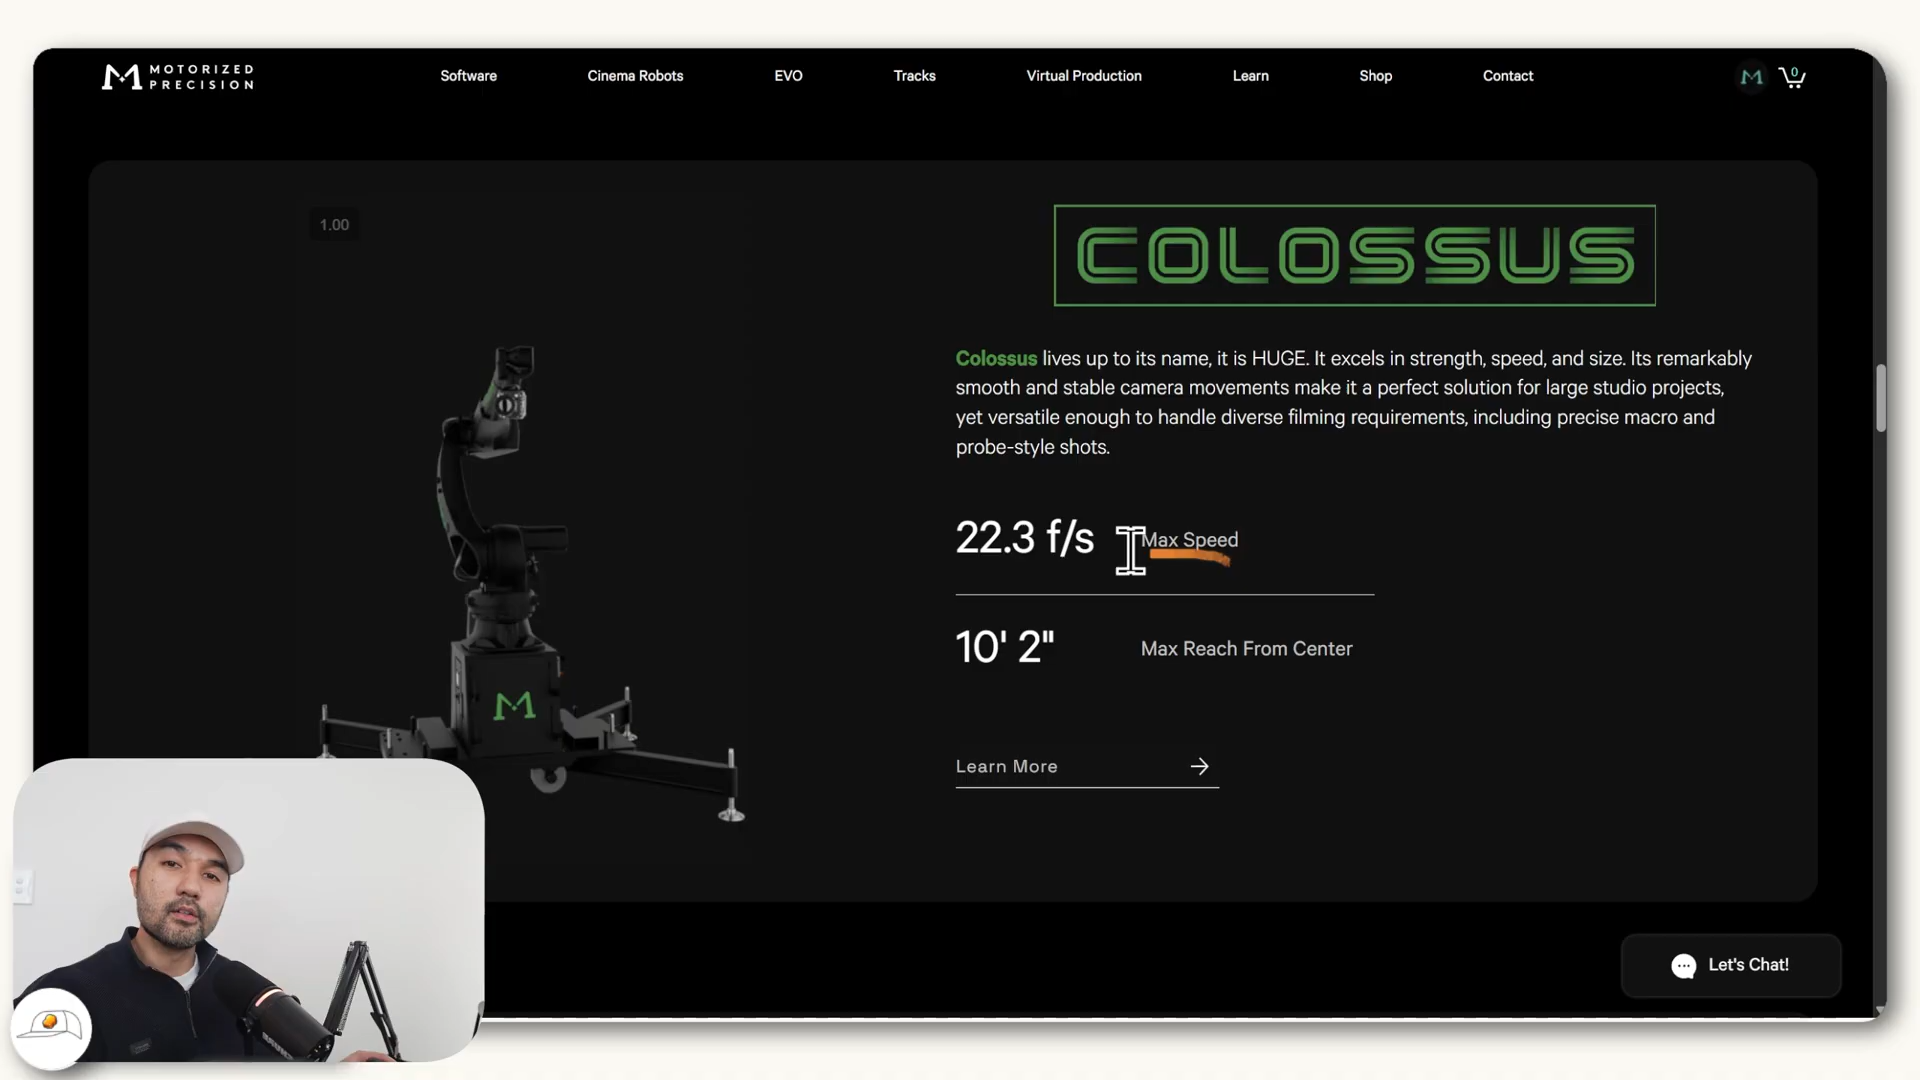 MOTORIZED
PRECISION
Software
Cinema Robots
EVO
Tracks
Virtual Production
Learn
Shop
Contact
0
1.00
COLOSSUS
Colossus lives up to its name, it is HUGE. It excels in strength, speed, and size. Its remarkably
smooth and stable camera movements make it a perfect solution for large studio projects,
yet versatile enough to handle diverse filming requirements, including precise macro and
probe-style shots.
22.3 f/s
Max Speed
10' 2"
Max Reach From Center
Learn More
Let's Chat!